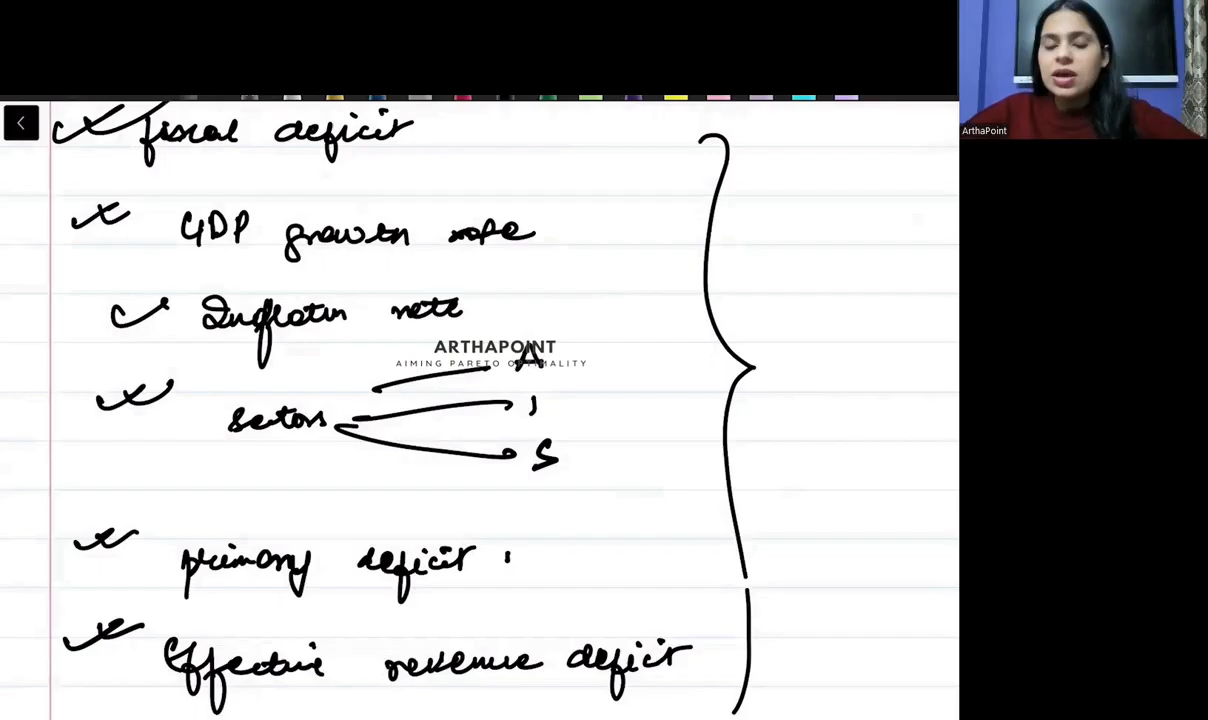 fiscal deficit
GDP growth rate
Inflation rate
ARTHAPOINT
AIMING PARETO OPTIMALITY
A
Sectors
I
S
primary deficit
Effective revenue deficit
ArthaPoint